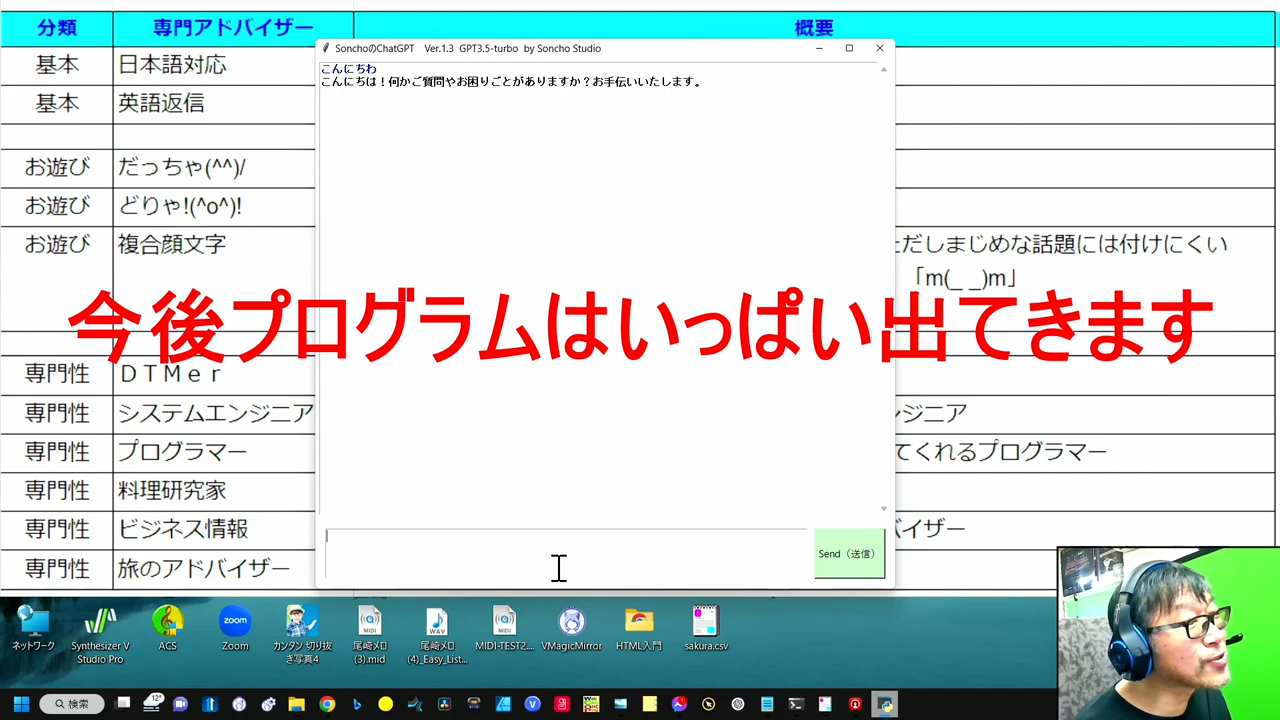 分類 専門アドバイザー 概要
SonchoのChatGPT Ver.1.3 GPT3.5-turbo by Soncho Studio
基本 日本語対応
こんにちわ
こんにちは！何かご質問やお困りごとがありますか？お手伝いいたします。
基本 英語返信
お遊び だっちゃ(^^)/
お遊び どりゃ!(^o^)!
お遊び 複合顔文字
だしまじめな話題には付けにくい
「m(_ _)m」
今後プログラムはいっぱい出てきます
専門性 ＤＴＭｅｒ
専門性 システムエンジニア
ンジニア
専門性 プログラマー
てくれるプログラマー
専門性 料理研究家
専門性 ビジネス情報
バイザー
専門性 旅のアドバイザー
Send（送信）
ネットワーク
Synthesizer V Studio Pro
ACS
Zoom
カンタン 切り抜き写真4
尾崎メロ (3).mid
尾崎メロ (4)_Easy_List...
MIDI-TEST2...
VMagicMirror
HTML入門
sakura.csv
検索
12°